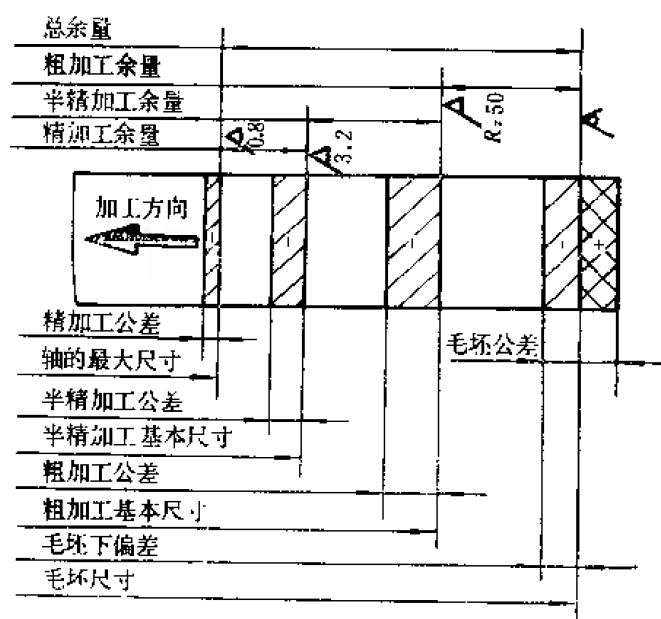 总余量
粗加工余量
半精加工余量
精加工余量
0.8
3.2
Rz50
加工方向
精加工公差
轴的最大尺寸
毛坯公差
半精加工公差
半精加工基本尺寸
粗加工公差
粗加工基本尺寸
毛坯下偏差
毛坯尺寸